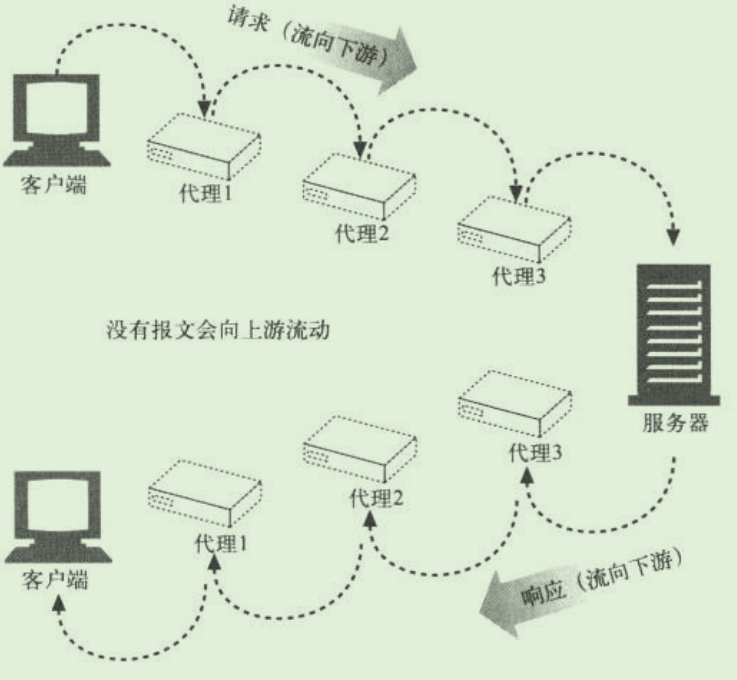 请求（流向下游）
客户端
代理1
代理2
代理3
没有报文会向上游流动
服务器
代理3
代理2
代理1
客户端
响应（流向下游）